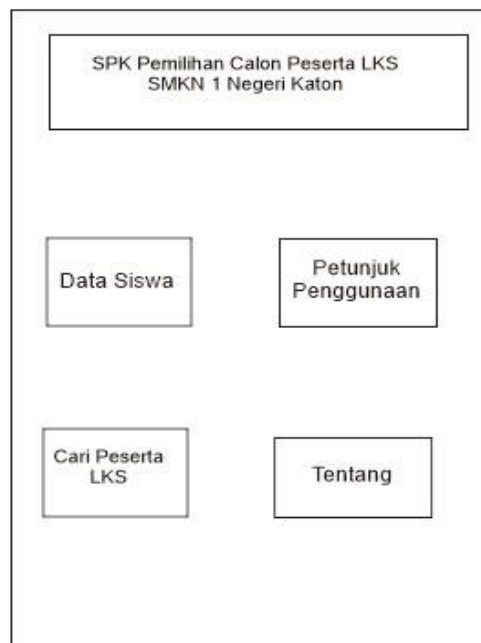 SPK Pemilihan Calon Peserta LKS
SMKN 1 Negeri Katon
Data Siswa
Petunjuk
Penggunaan
Cari Peserta
LKS
Tentang